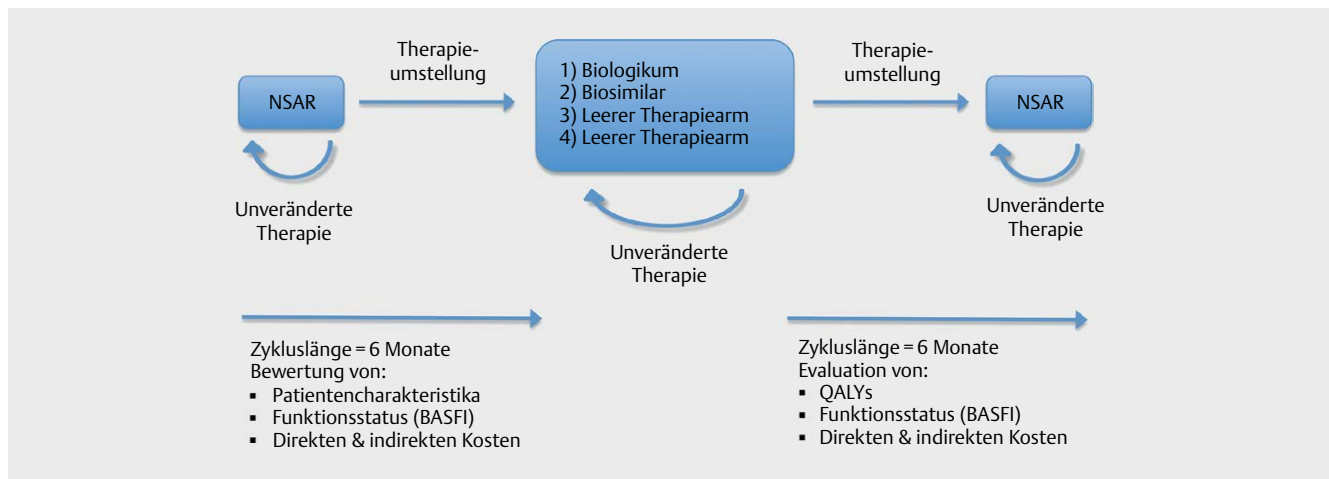 Therapie-
umstellung
NSAR
Unveränderte
Therapie
1) Biologikum
2) Biosimilar
3) Leerer Therapiearm
4) Leerer Therapiearm
Unveränderte
Therapie
Therapie-
umstellung
NSAR
Unveränderte
Therapie
Zykluslänge = 6 Monate
Bewertung von:
▪ Patientencharakteristika
▪ Funktionsstatus (BASFI)
▪ Direkten & indirekten Kosten
Zykluslänge = 6 Monate
Evaluation von:
▪ QALYs
▪ Funktionsstatus (BASFI)
▪ Direkten & indirekten Kosten